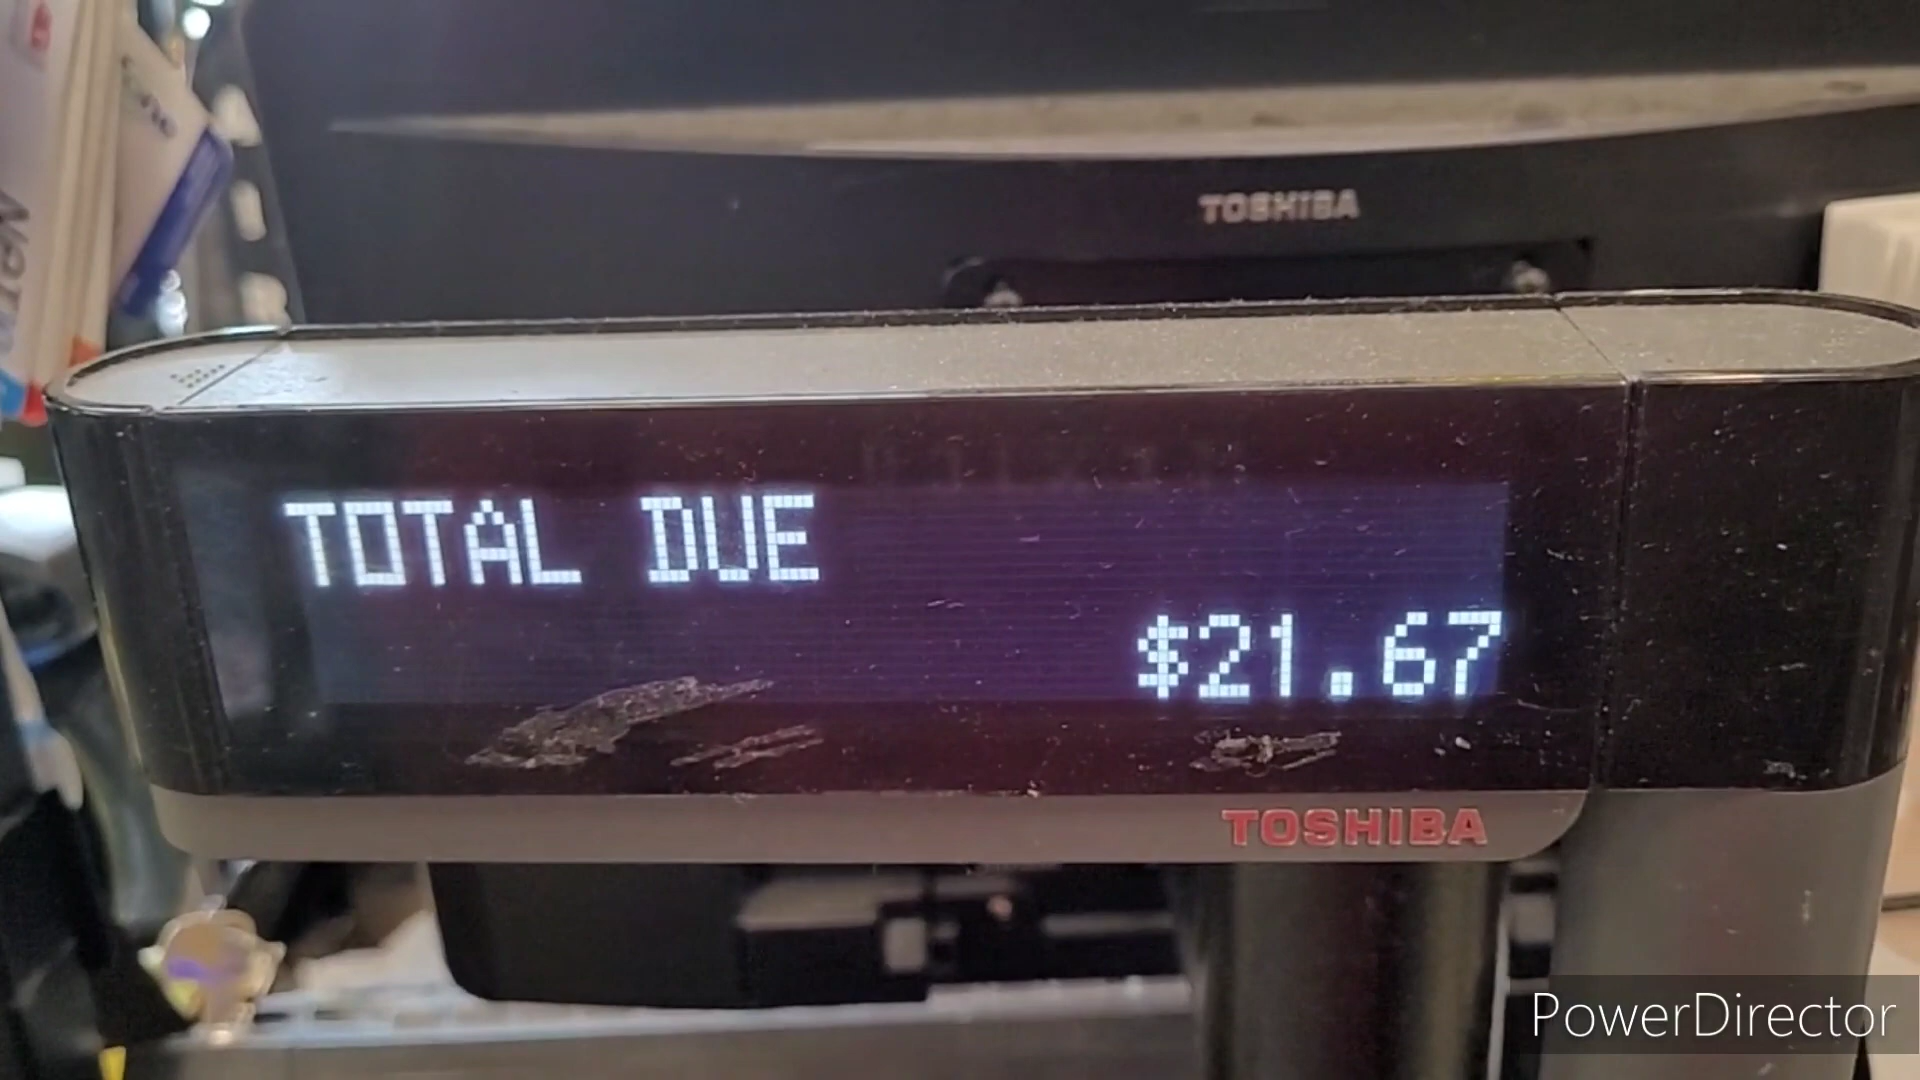 TOSHIBA
TOTAL DUE
$21.67
TOSHIBA
PowerDirector